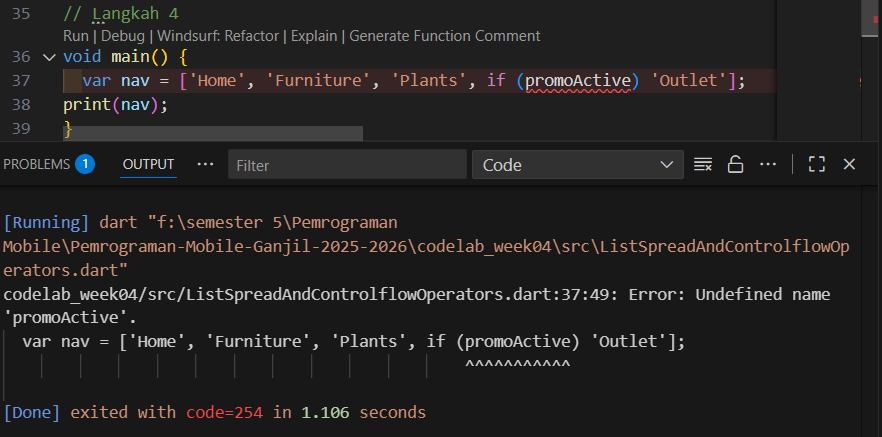 35 // Langkah 4
Run | Debug | Windsurf: Refactor | Explain | Generate Function Comment
36 void main() {
37 var nav = ['Home', 'Furniture', 'Plants', if (promoActive) 'Outlet'];
38 print(nav);
39 }
PROBLEMS 1 OUTPUT ··· Filter Code ···
[Running] dart "f:\semester 5\Pemrograman
Mobile\Pemrograman-Mobile-Ganjil-2025-2026\codelab_week04\src\ListSpreadAndControlflowOp
erators.dart"
codelab_week04/src/ListSpreadAndControlflowOperators.dart:37:49: Error: Undefined name
'promoActive'.
var nav = ['Home', 'Furniture', 'Plants', if (promoActive) 'Outlet'];
^^^^^^^^^^^
[Done] exited with code=254 in 1.106 seconds